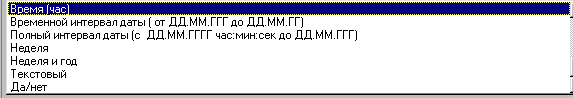 Время (час)
Временной интервал даты ( от ДД.ММ.ГГГ до ДД.ММ.ГГ)
Полный интервал даты (с  ДД.ММ.ГГГГ час:мин:сек до ДД.ММ.ГГГ)
Неделя
Неделя и год
Текстовый
Да/нет